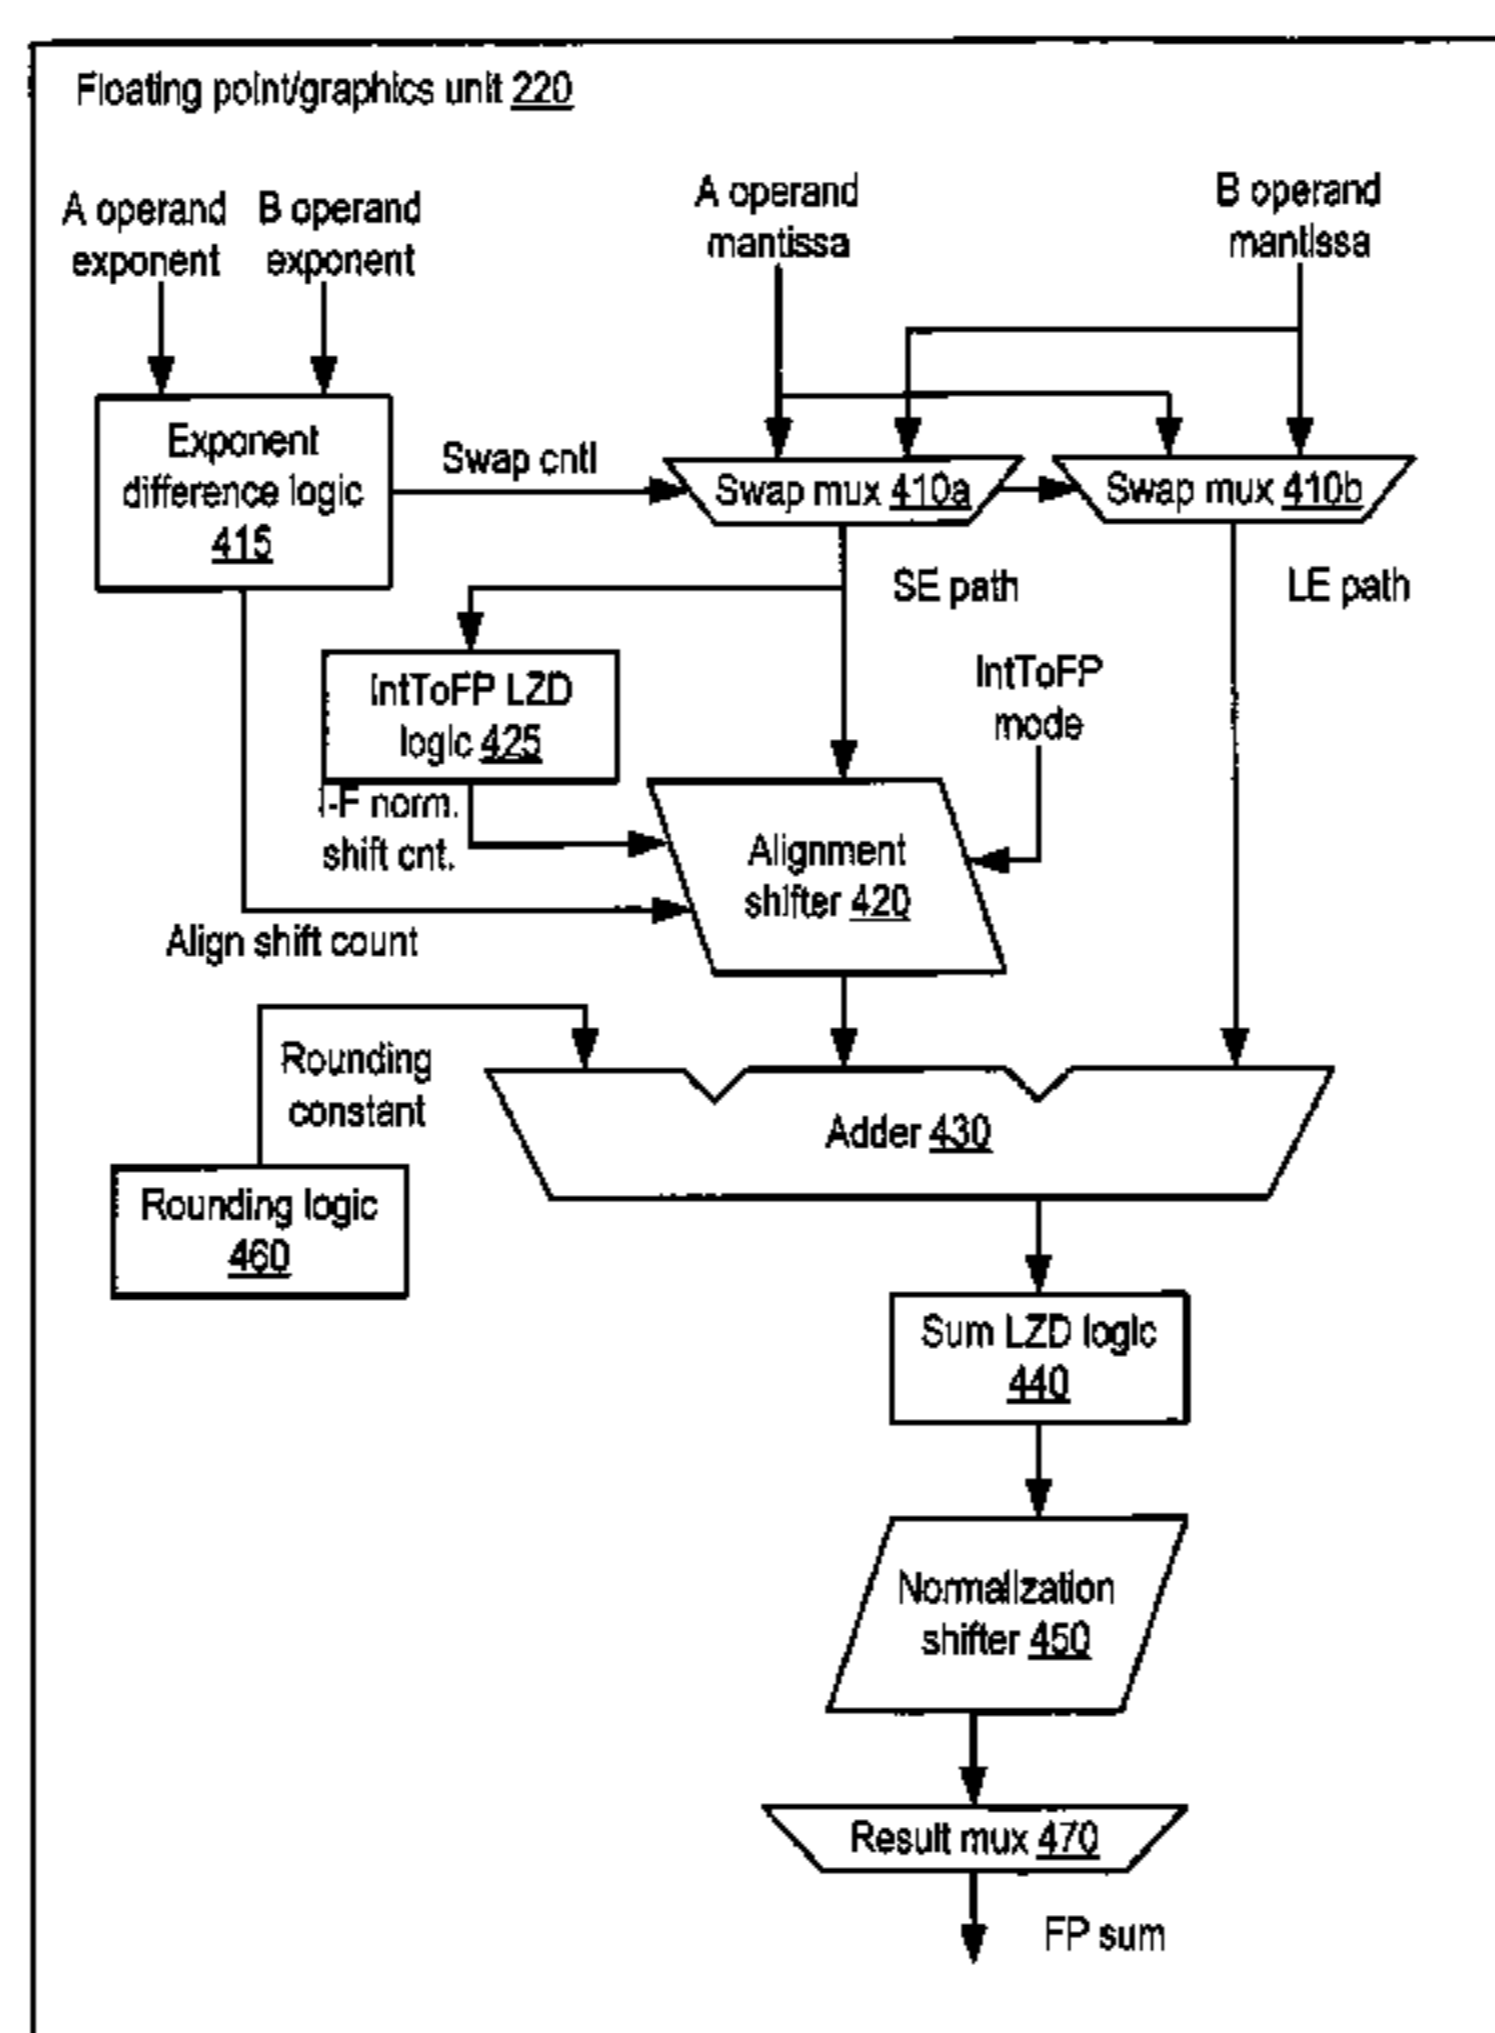 Floating point/graphics unit 220
A operand
exponent
B operand
exponent
A operand
mantissa
B operand
mantissa
Exponent
difference logic
415
Swap cntl
Swap mux 410a
Swap mux 410b
SE path
LE path
IntToFP LZD
logic 425
IntToFP
mode
I-F norm.
shift cnt.
Alignment
shifter 420
Align shift count
Rounding
constant
Adder 430
Rounding logic
460
Sum LZD logic
440
Normalization
shifter 450
Result mux 470
FP sum